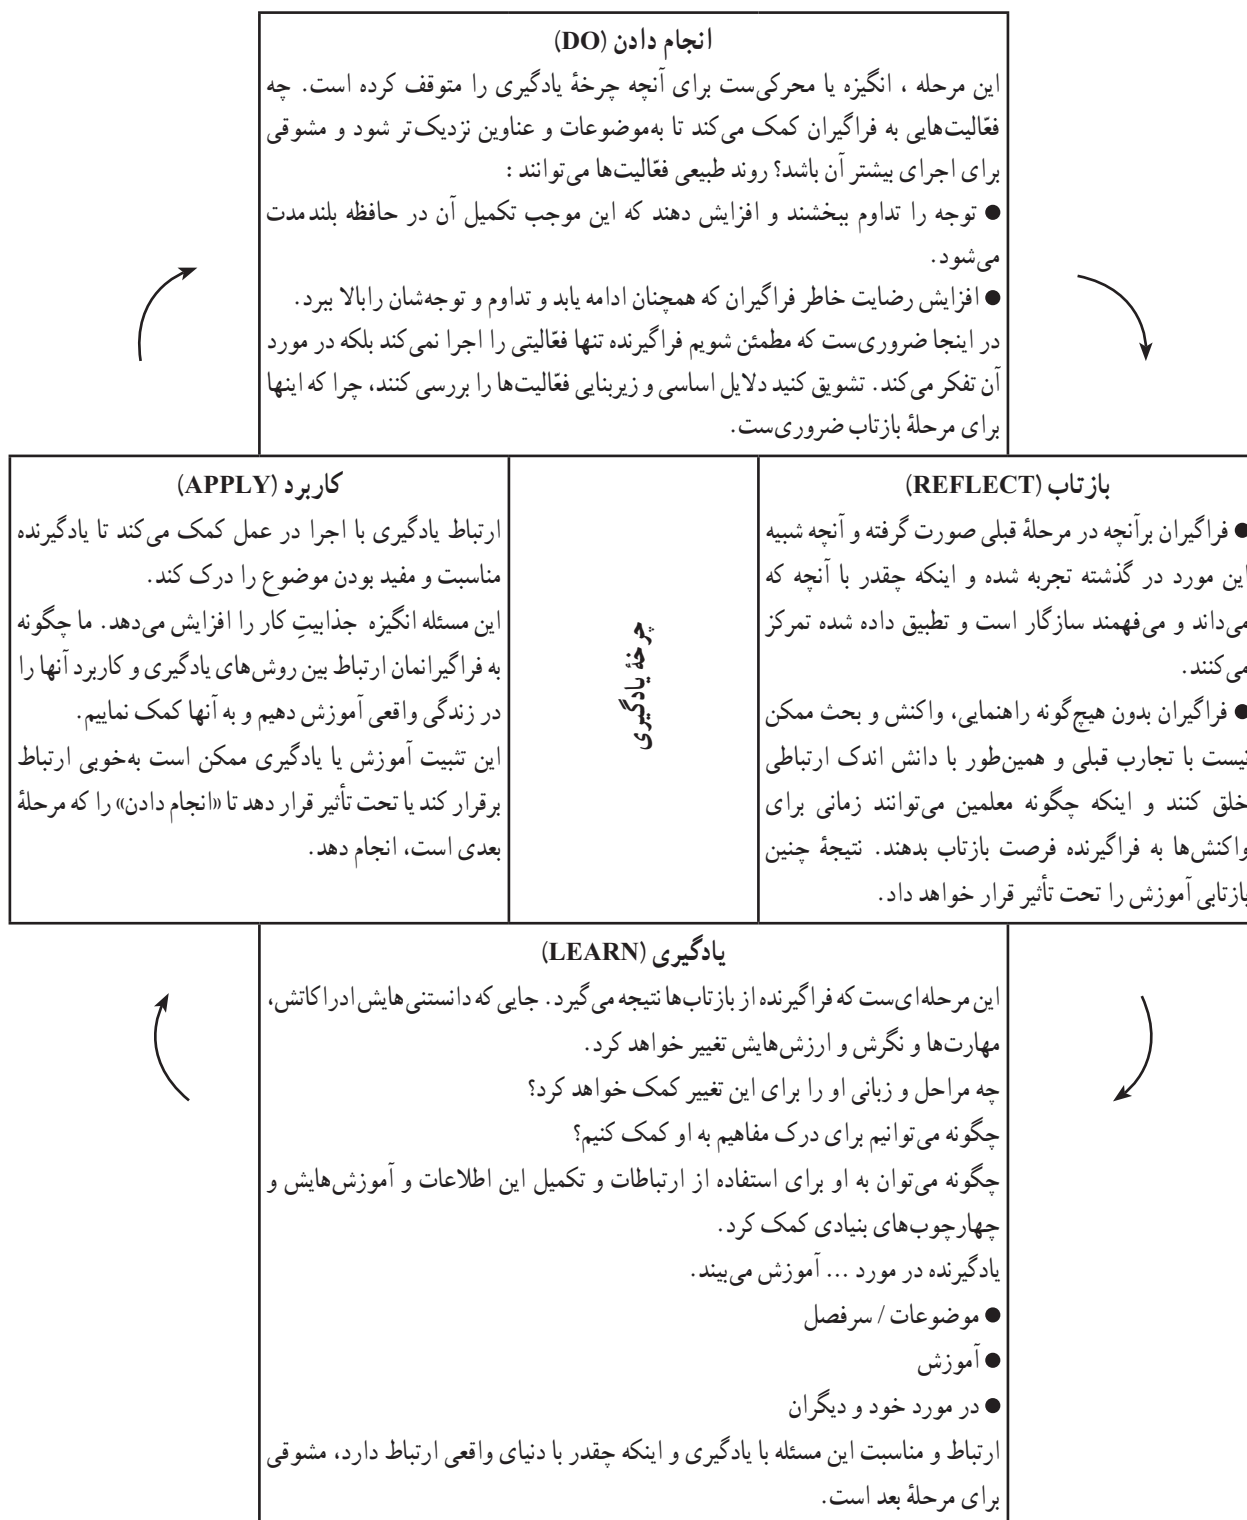 انجام دادن (DO)
این مرحله ، انگیزه یا محرکی‌ست برای آنچه چرخهٔ یادگیری را متوقف کرده است. چه
فعّالیت‌هایی به فراگیران کمک می‌کند تا به‌موضوعات و عناوین نزدیک‌تر شود و مشوقی
برای اجرای بیشتر آن باشد؟ روند طبیعی فعّالیت‌ها می‌توانند :
● توجه را تداوم ببخشند و افزایش دهند که این موجب تکمیل آن در حافظه بلندمدت
می‌شود.
● افزایش رضایت خاطر فراگیران که همچنان ادامه یابد و تداوم و توجه‌شان رابالا ببرد.
در اینجا ضروری‌ست که مطمئن شویم فراگیرنده تنها فعّالیتی را اجرا نمی‌کند بلکه در مورد
آن تفکر می‌کند. تشویق کنید دلایل اساسی و زیربنایی فعّالیت‌ها را بررسی کنند، چرا که اینها
برای مرحلهٔ بازتاب ضروری‌ست.
بازتاب (REFLECT)
● فراگیران برآنچه در مرحلهٔ قبلی صورت گرفته و آنچه شبیه
این مورد در گذشته تجربه شده و اینکه چقدر با آنچه که
می‌داند و می‌فهمند سازگار است و تطبیق داده شده تمرکز
می‌کنند.
● فراگیران بدون هیچ‌گونه راهنمایی، واکنش و بحث ممکن
نیست با تجارب قبلی و همین‌طور با دانش اندک ارتباطی
خلق کنند و اینکه چگونه معلمین می‌توانند زمانی برای
واکنش‌ها به فراگیرنده فرصت بازتاب بدهند. نتیجهٔ چنین
بازتابی آموزش را تحت تأثیر قرار خواهد داد.
چرخهٔ یادگیری
کاربرد (APPLY)
ارتباط یادگیری با اجرا در عمل کمک می‌کند تا یادگیرنده
مناسبت و مفید بودن موضوع را درک کند.
این مسئله انگیزه جذابیتِ کار را افزایش می‌دهد. ما چگونه
به فراگیرانمان ارتباط بین روش‌های یادگیری و کاربرد آنها را
در زندگی واقعی آموزش دهیم و به آنها کمک نماییم.
این تثبیت آموزش یا یادگیری ممکن است به‌خوبی ارتباط
برقرار کند یا تحت تأثیر قرار دهد تا «انجام دادن» را که مرحلهٔ
بعدی است، انجام دهد.
یادگیری (LEARN)
این مرحله‌ای‌ست که فراگیرنده از بازتاب‌ها نتیجه می‌گیرد. جایی که دانستنی‌هایش ادراکاتش،
مهارت‌ها و نگرش و ارزش‌هایش تغییر خواهد کرد.
چه مراحل و زبانی او را برای این تغییر کمک خواهد کرد؟
چگونه می‌توانیم برای درک مفاهیم به او کمک کنیم؟
چگونه می‌توان به او برای استفاده از ارتباطات و تکمیل این اطلاعات و آموزش‌هایش و
چهارچوب‌های بنیادی کمک کرد.
یادگیرنده در مورد ... آموزش می‌بیند.
● موضوعات / سرفصل
● آموزش
● در مورد خود و دیگران
ارتباط و مناسبت این مسئله با یادگیری و اینکه چقدر با دنیای واقعی ارتباط دارد، مشوقی
برای مرحلهٔ بعد است.